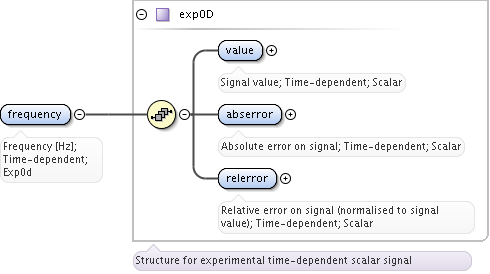 exp0D
value
Signal value; Time-dependent; Scalar
frequency
abserror
Frequency [Hz];
Time-dependent;
Exp0d
Absolute error on signal; Time-dependent; Scalar
relerror
Relative error on signal (normalised to signal
value); Time-dependent; Scalar
Structure for experimental time-dependent scalar signal